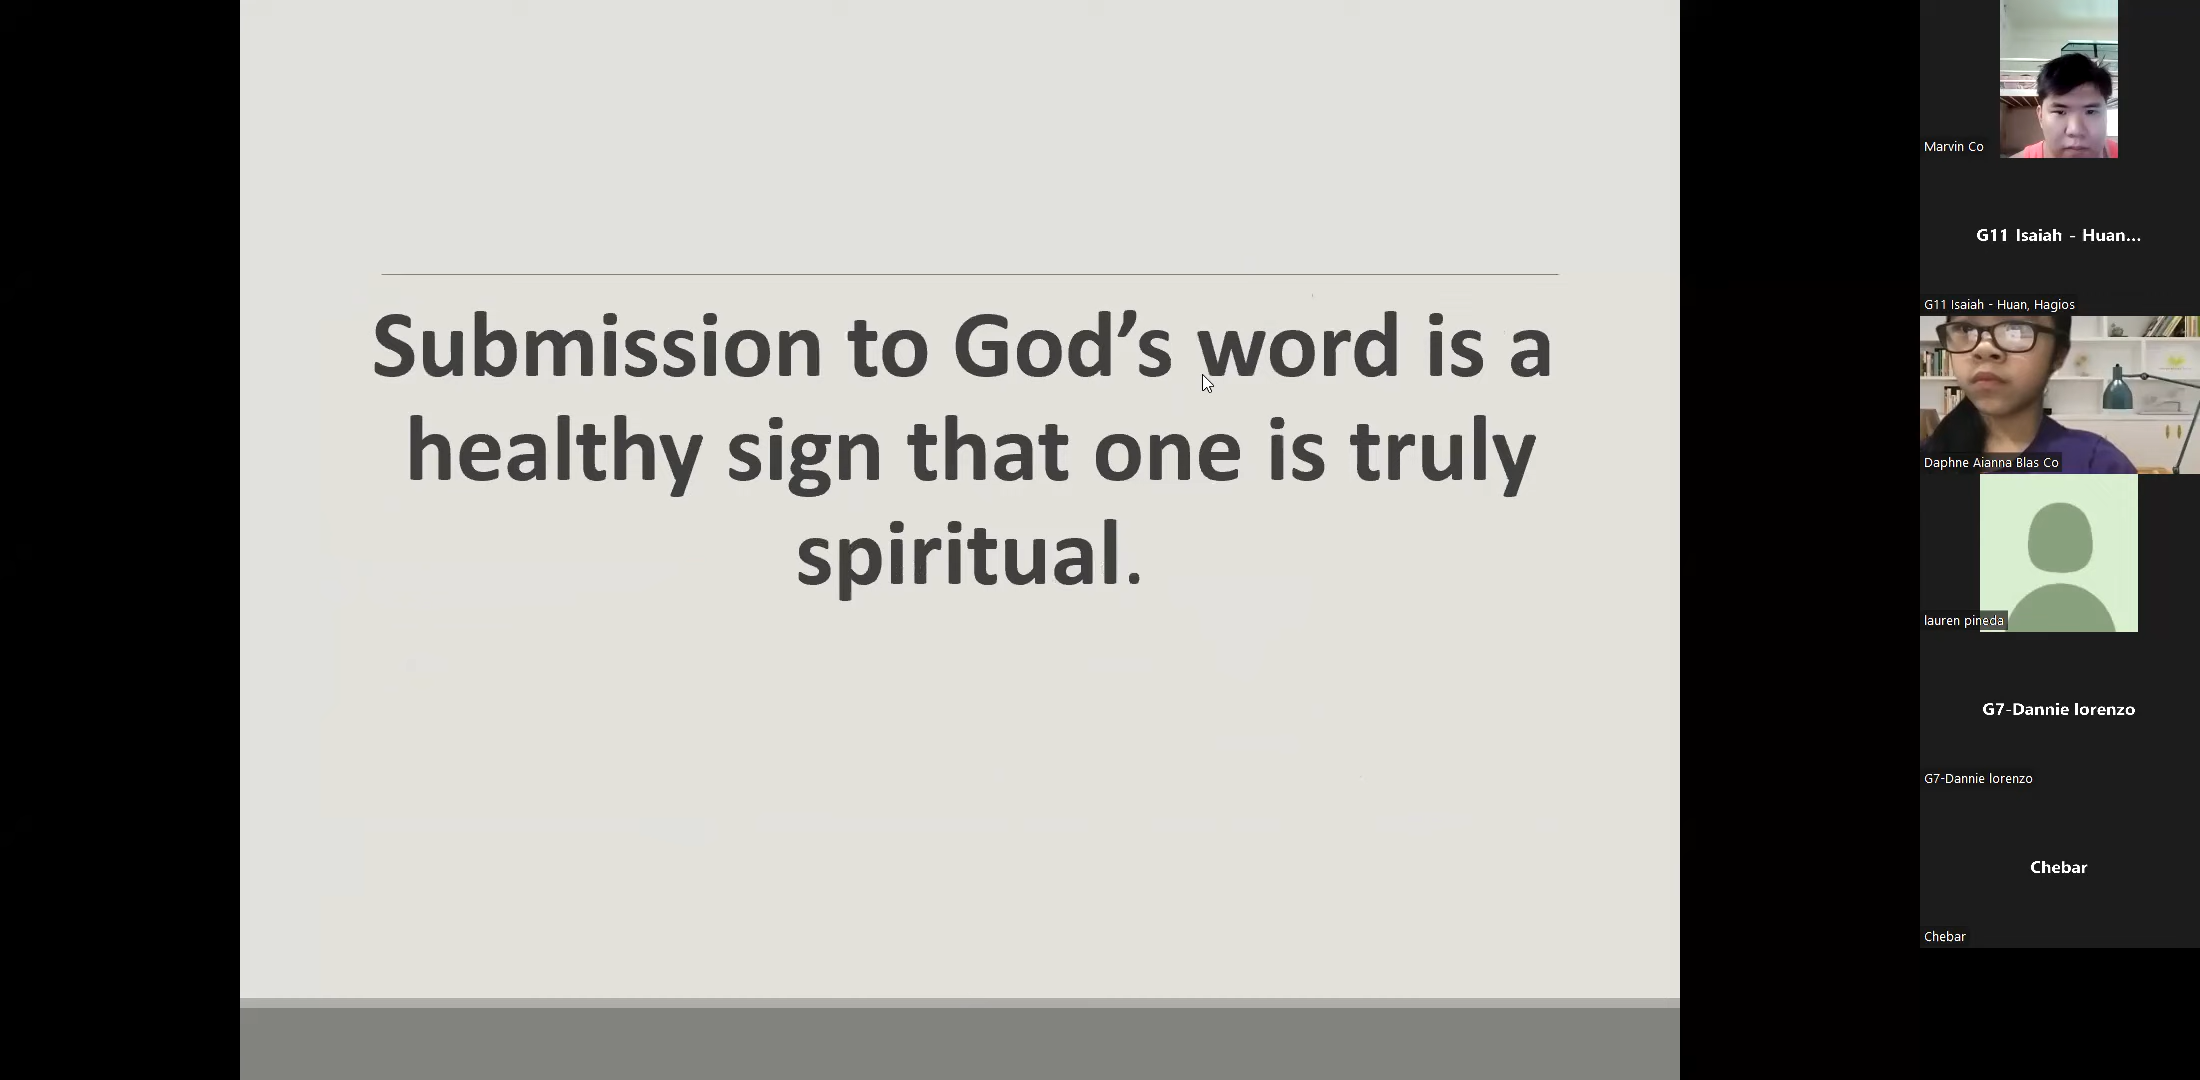 Submission to God’s word is a
healthy sign that one is truly
spiritual.
Marvin Co
G11 Isaiah - Huan...
G11 Isaiah - Huan, Hagios
Daphne Aianna Blas Co
lauren pineda
G7-Dannie lorenzo
G7-Dannie lorenzo
Chebar
Chebar